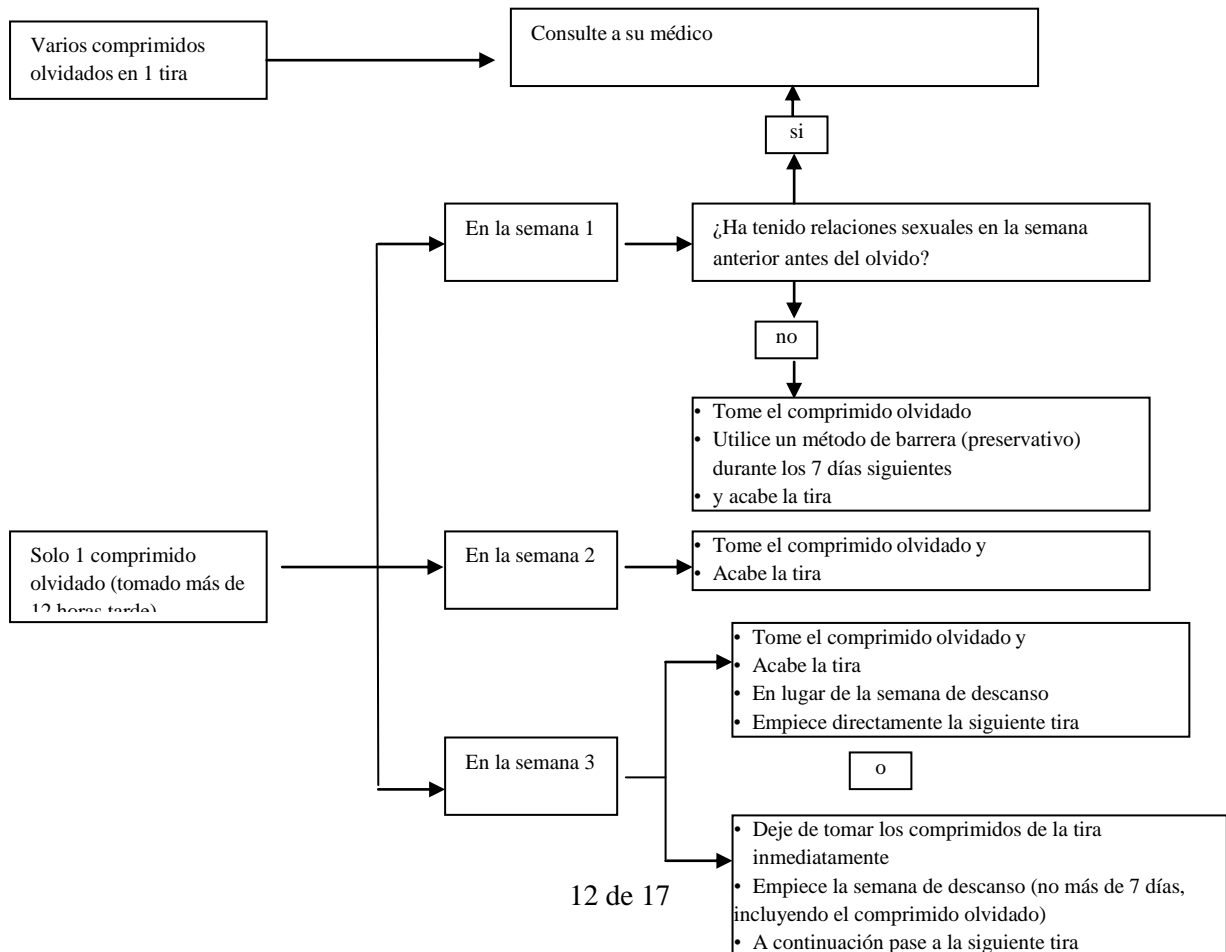 Varios comprimidos
olvidados en 1 tira
Consulte a su médico
si
En la semana 1
¿Ha tenido relaciones sexuales en la semana
anterior antes del olvido?
no
• Tome el comprimido olvidado
• Utilice un método de barrera (preservativo)
durante los 7 días siguientes
• y acabe la tira
Solo 1 comprimido
olvidado (tomado más de
12 horas tarde)
En la semana 2
• Tome el comprimido olvidado y
• Acabe la tira
• Tome el comprimido olvidado y
• Acabe la tira
• En lugar de la semana de descanso
• Empiece directamente la siguiente tira
En la semana 3
o
• Deje de tomar los comprimidos de la tira
inmediatamente
• Empiece la semana de descanso (no más de 7 días,
incluyendo el comprimido olvidado)
• A continuación pase a la siguiente tira
12 de 17